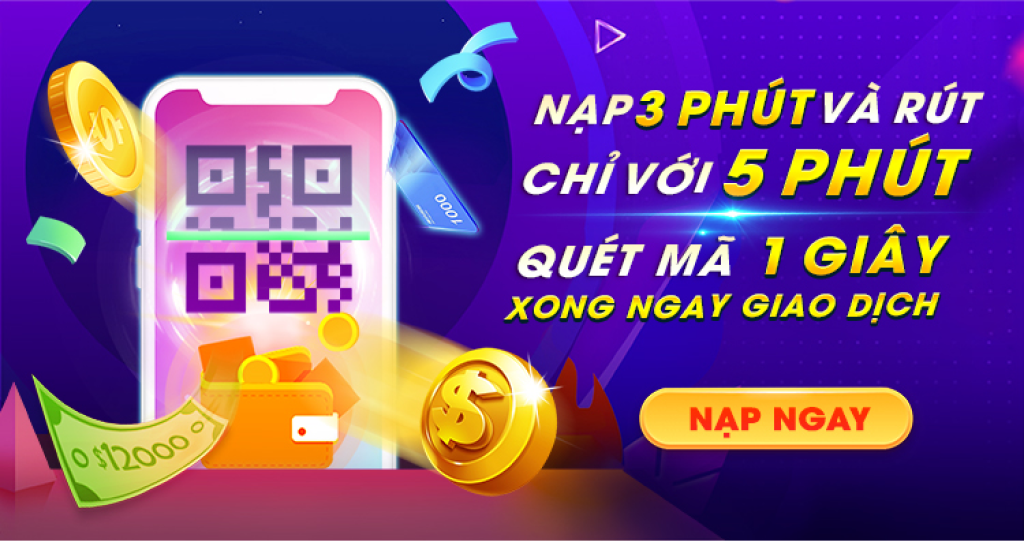 NẠP 3 PHÚT VÀ RÚT
CHỈ VỚI 5 PHÚT
QUÉT MÃ 1 GIÂY
XONG NGAY GIAO DỊCH
NẠP NGAY
1000
$12000